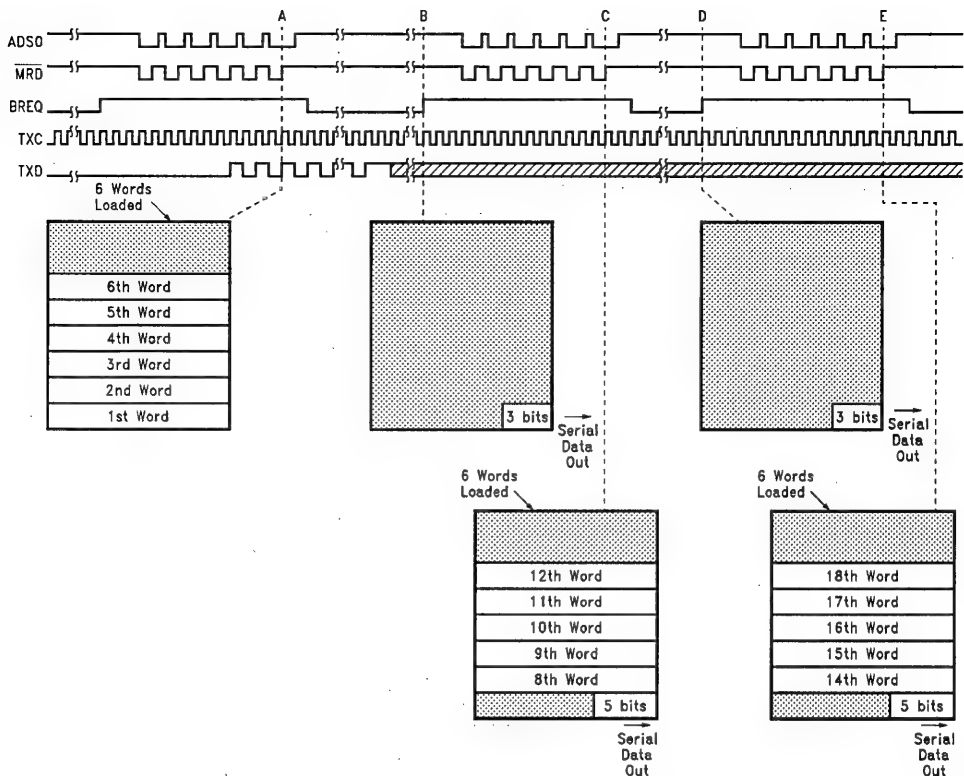 A B C D E
ADS0
MRD
BREQ
TXC
TXD
6 Words
Loaded
6th Word
5th Word
4th Word
3rd Word
2nd Word
1st Word
3 bits
Serial
Data
Out
3 bits
Serial
Data
Out
6 Words
Loaded
12th Word
11th Word
10th Word
9th Word
8th Word
5 bits
Serial
Data
Out
6 Words
Loaded
18th Word
17th Word
16th Word
15th Word
14th Word
5 bits
Serial
Data
Out